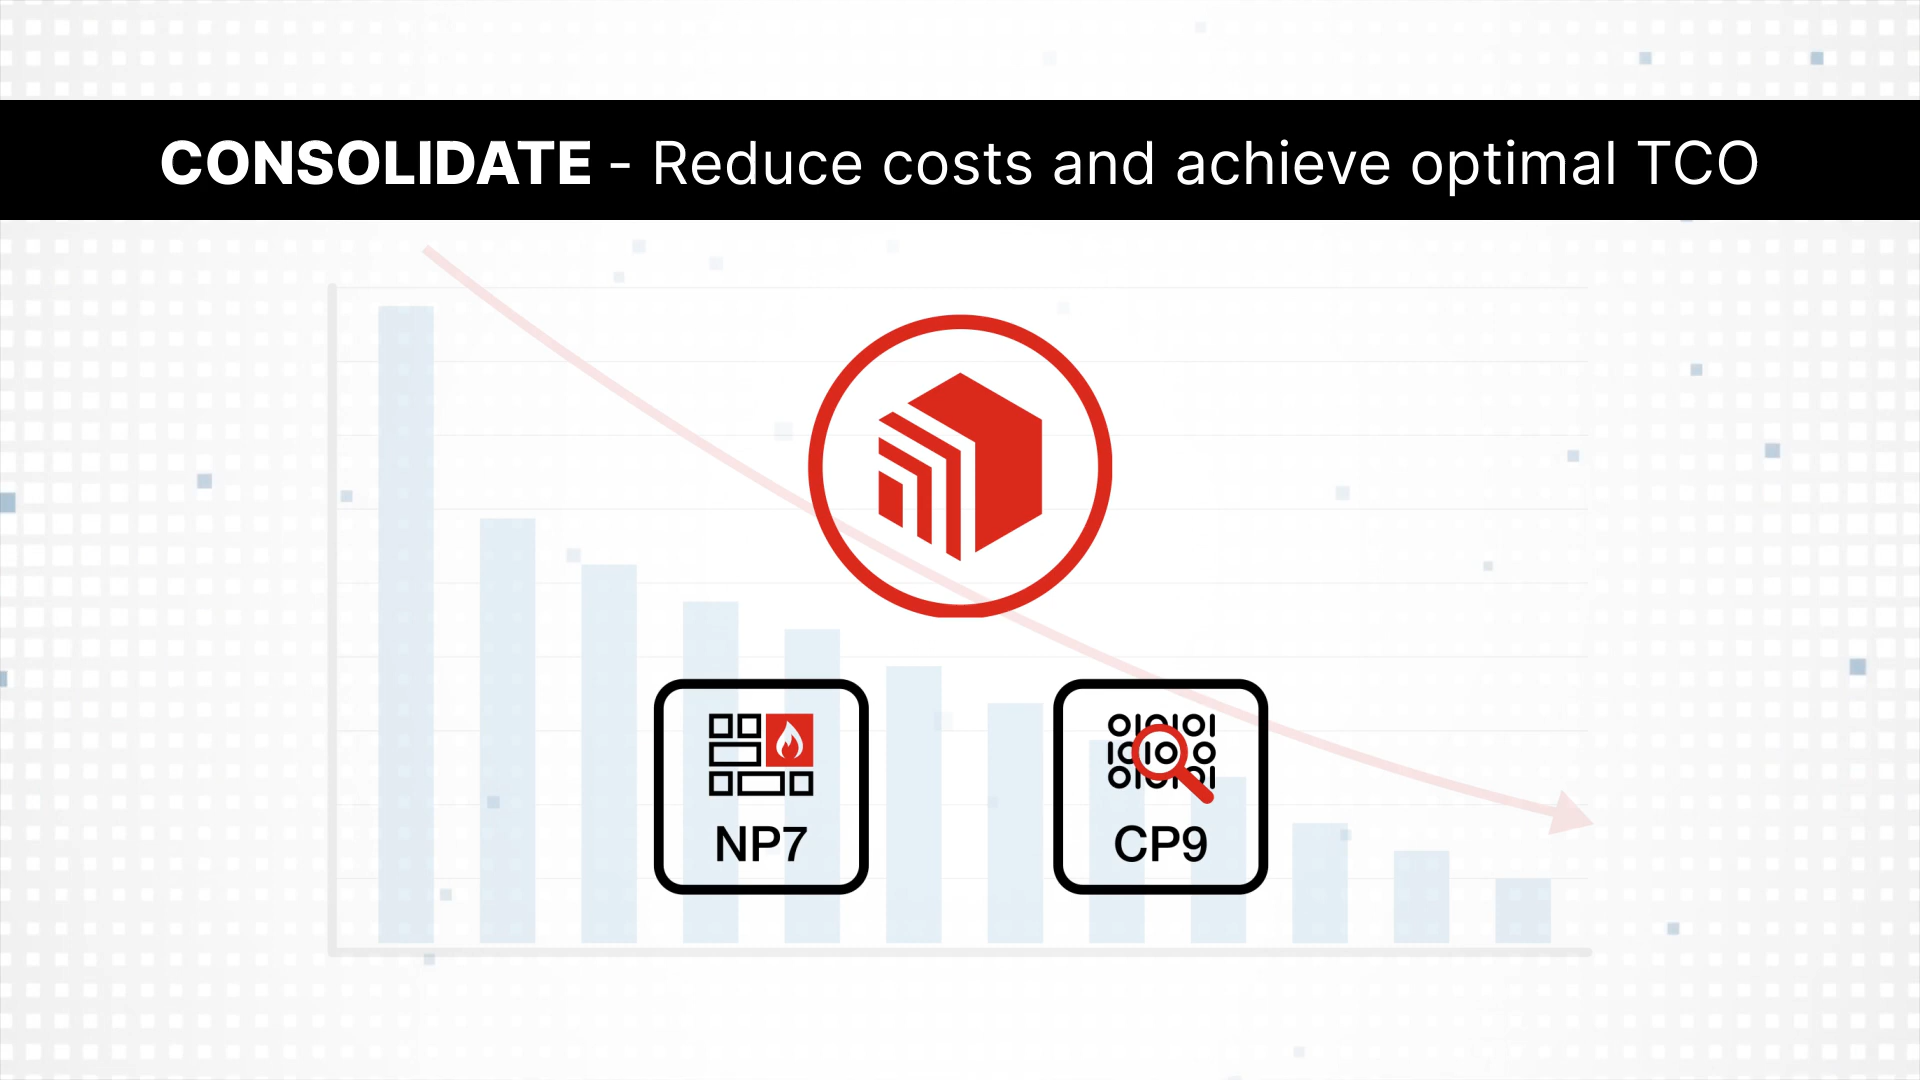 CONSOLIDATE - Reduce costs and achieve optimal TCO
NP7
CP9